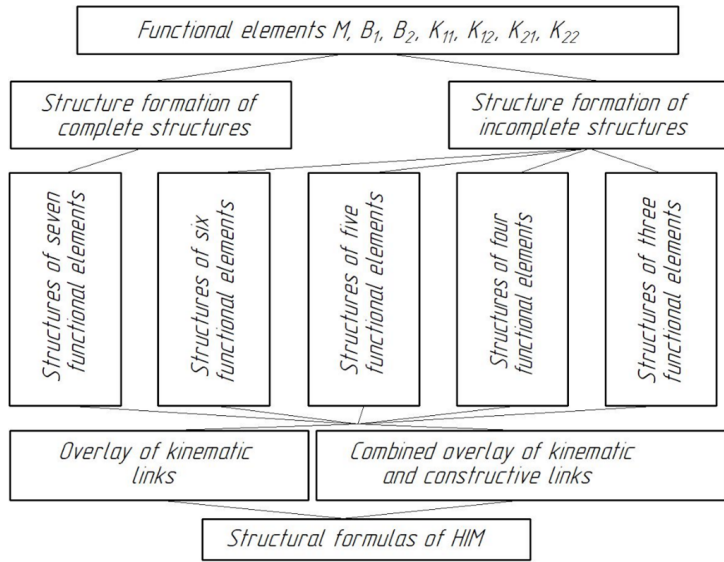 Functional elements M, B₁, B₂, K₁₁, K₁₂, K₂₁, K₂₂
Structure formation of
complete structures
Structure formation of
incomplete structures
Structures of seven
functional elements
Structures of six
functional elements
Structures of five
functional elements
Structures of four
functional elements
Structures of three
functional elements
Overlay of kinematic
links
Combined overlay of kinematic
and constructive links
Structural formulas of HIM